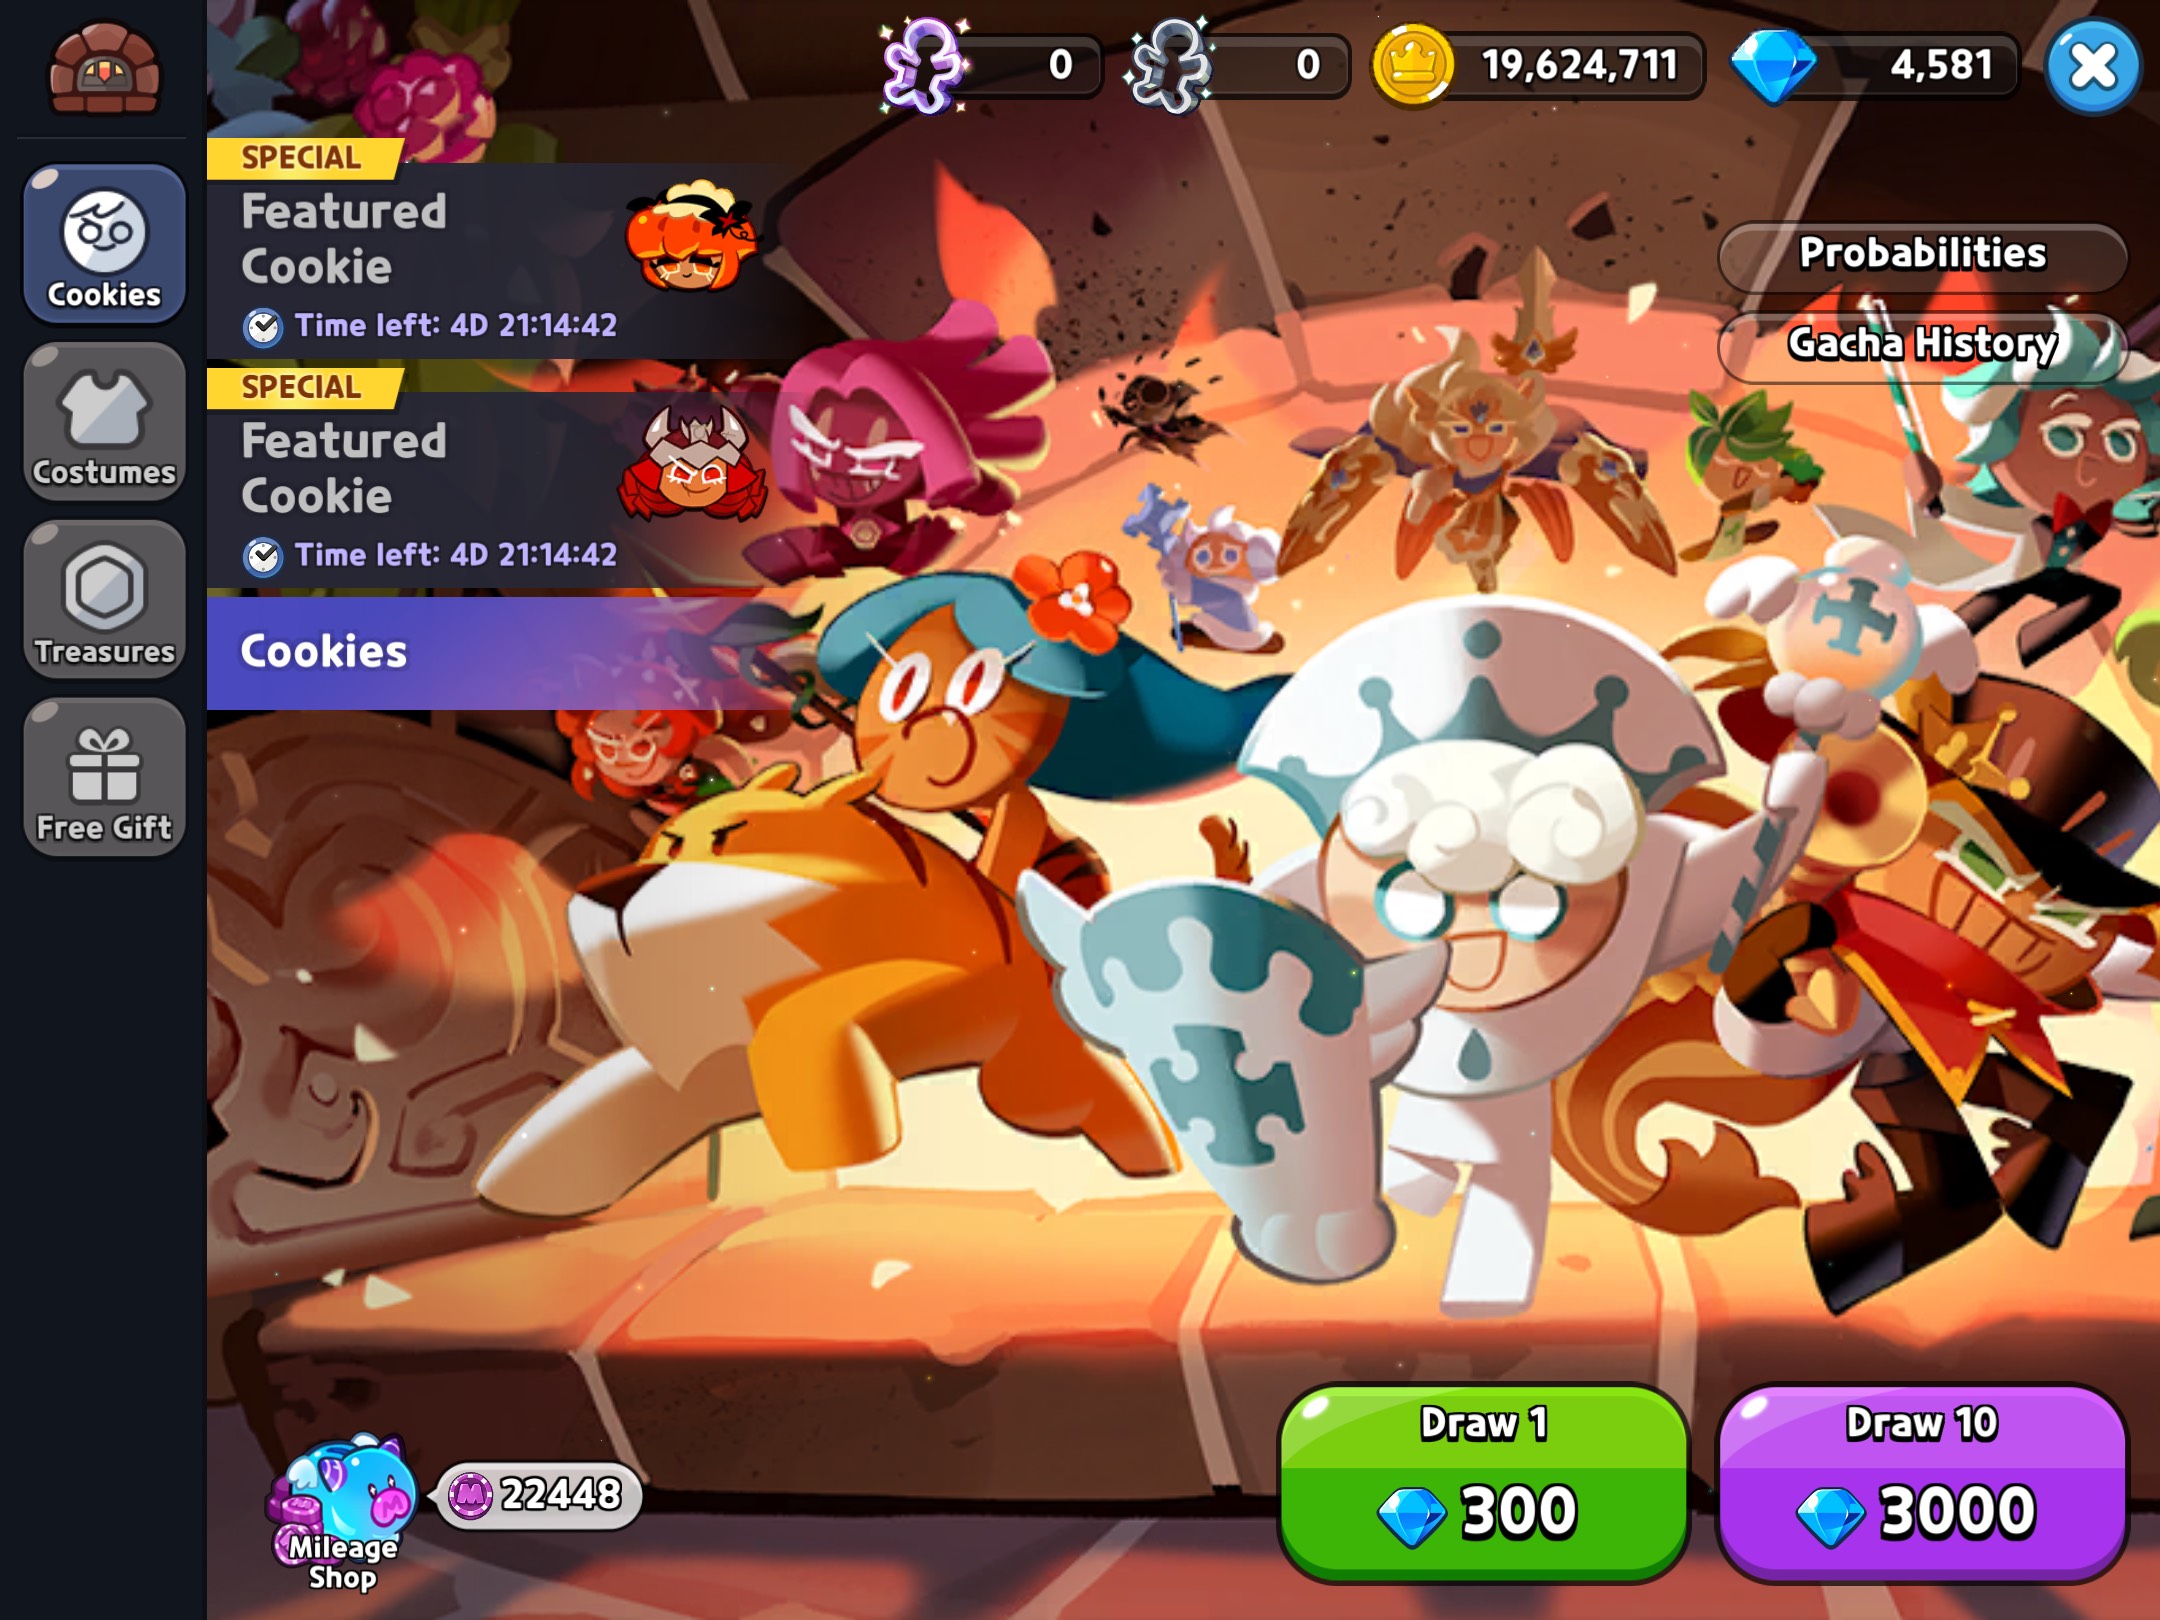 0
0
19,624,711
4,581
SPECIAL
Featured
Cookie
Time left: 4D 21:14:42
SPECIAL
Featured
Cookie
Time left: 4D 21:14:42
Cookies
Cookies
Costumes
Treasures
Free Gift
Probabilities
Gacha History
M
M
22448
Mileage
Shop
Draw 1
300
Draw 10
3000